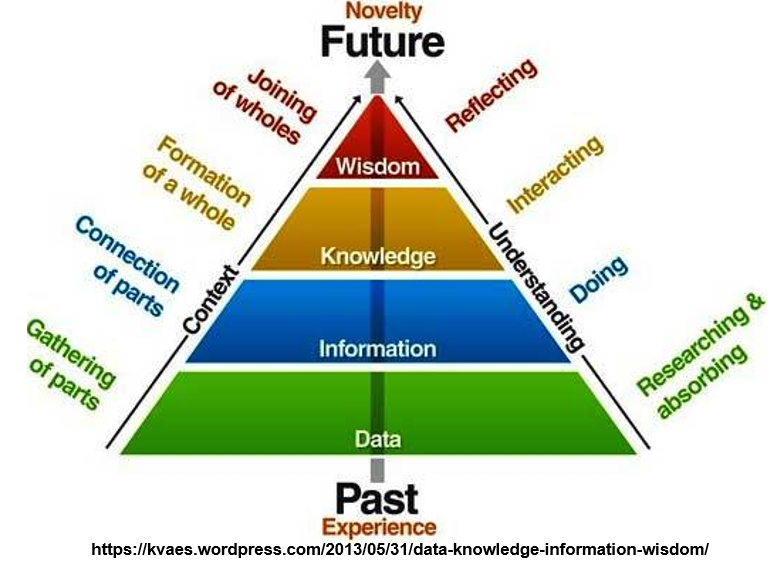 Novelty
Future
Joining
of wholes
Reflecting
Wisdom
Formation
of a whole
Interacting
Knowledge
Connection
of parts
Context
Understanding
Doing
Information
Gathering
of parts
Researching &
absorbing
Data
Past
Experience
https://kvaes.wordpress.com/2013/05/31/data-knowledge-information-wisdom/